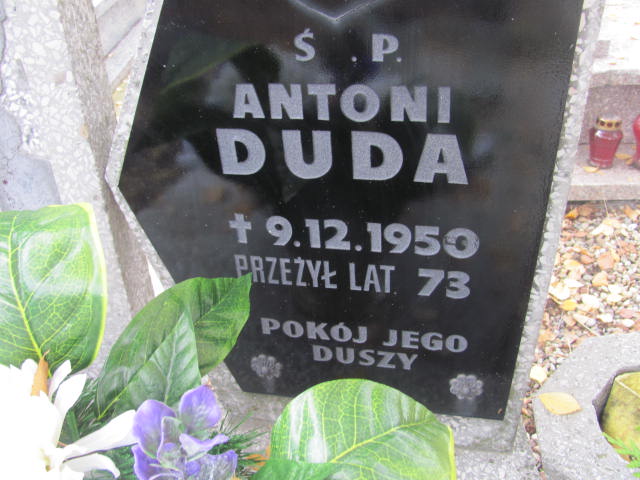 Ś.P.
ANTONI
DUDA
✝ 9.12.1950
PRZEŻYŁ LAT 73
POKÓJ JEGO
DUSZY